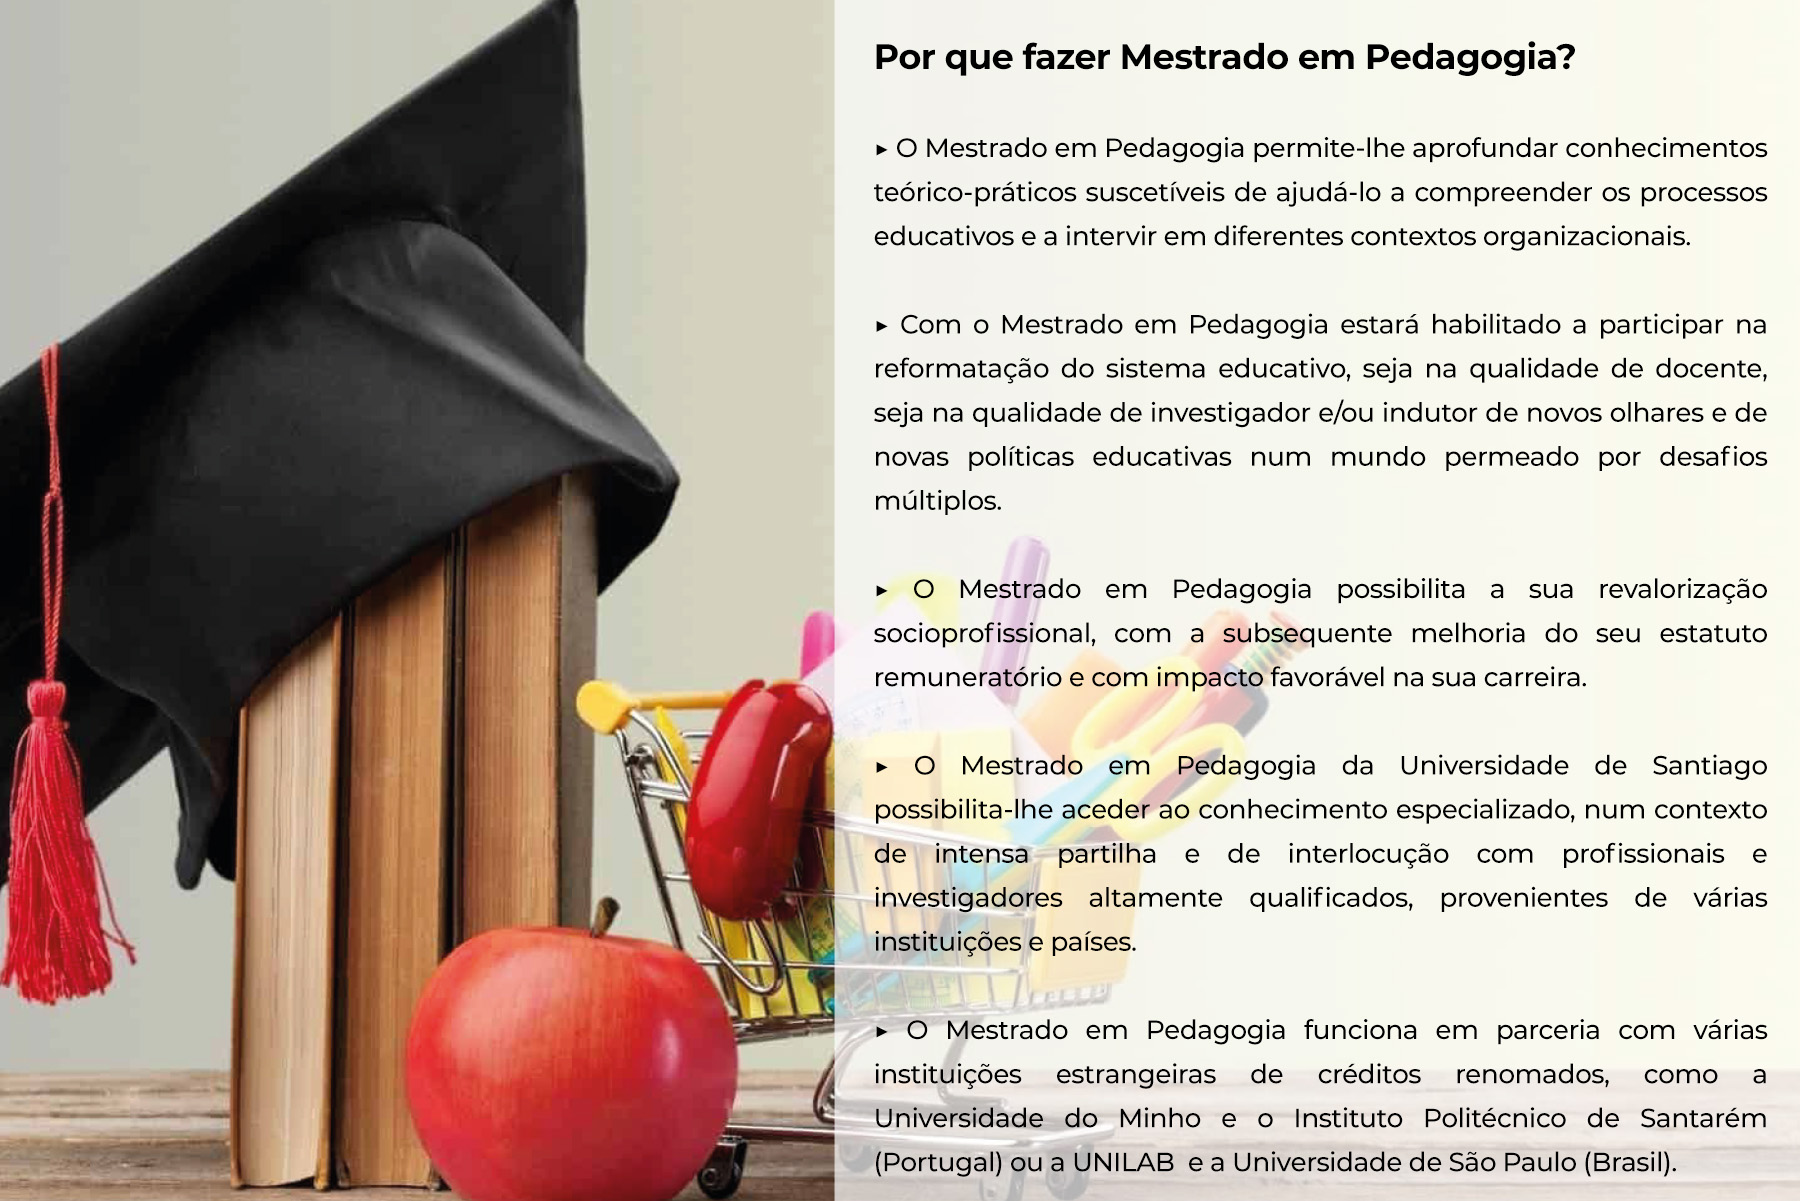 Por que fazer Mestrado em Pedagogia?
▸ O Mestrado em Pedagogia permite-lhe aprofundar conhecimentos
teórico-práticos suscetíveis de ajudá-lo a compreender os processos
educativos e a intervir em diferentes contextos organizacionais.
▸ Com o Mestrado em Pedagogia estará habilitado a participar na
reformatação do sistema educativo, seja na qualidade de docente,
seja na qualidade de investigador e/ou indutor de novos olhares e de
novas políticas educativas num mundo permeado por desafios
múltiplos.
▸ O Mestrado em Pedagogia possibilita a sua revalorização
socioprofissional, com a subsequente melhoria do seu estatuto
remuneratório e com impacto favorável na sua carreira.
▸ O Mestrado em Pedagogia da Universidade de Santiago
possibilita-lhe aceder ao conhecimento especializado, num contexto
de intensa partilha e de interlocução com profissionais e
investigadores altamente qualificados, provenientes de várias
instituições e países.
▸ O Mestrado em Pedagogia funciona em parceria com várias
instituições estrangeiras de créditos renomados, como a
Universidade do Minho e o Instituto Politécnico de Santarém
(Portugal) ou a UNILAB e a Universidade de São Paulo (Brasil).